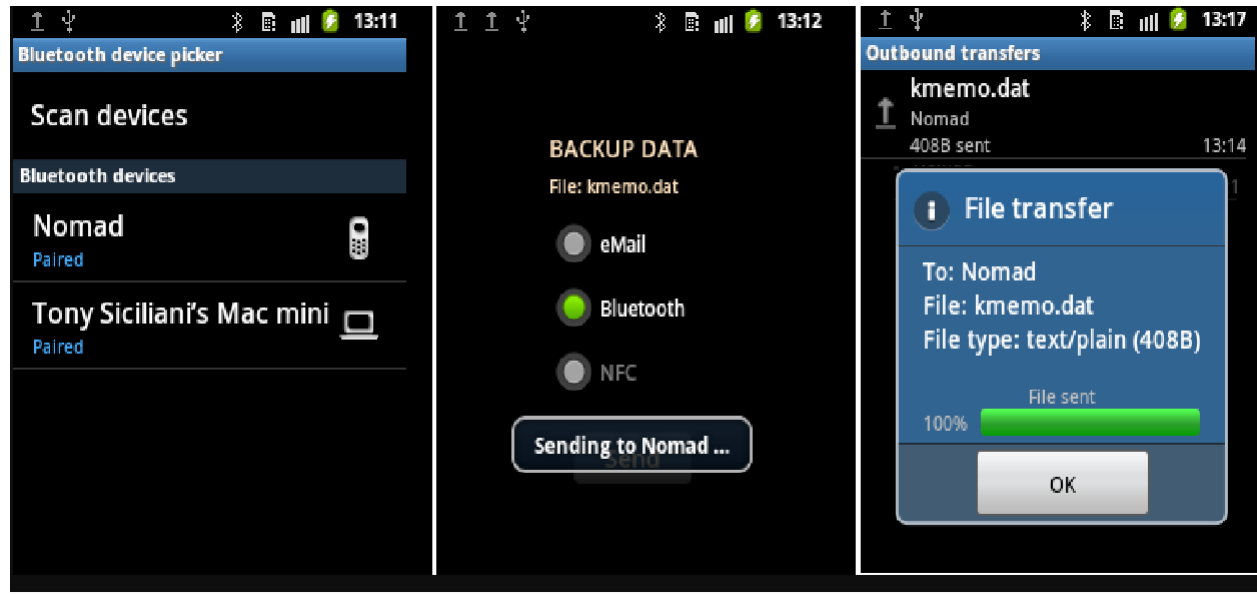 13:11
Bluetooth device picker
Scan devices
Bluetooth devices
Nomad
Paired
Tony Siciliani's Mac mini
Paired
13:12
BACKUP DATA
File: kmemo.dat
eMail
Bluetooth
NFC
Sending to Nomad ...
Send
13:17
Outbound transfers
kmemo.dat
Nomad
408B sent 13:14
File transfer
To: Nomad
File: kmemo.dat
File type: text/plain (408B)
File sent
100%
OK